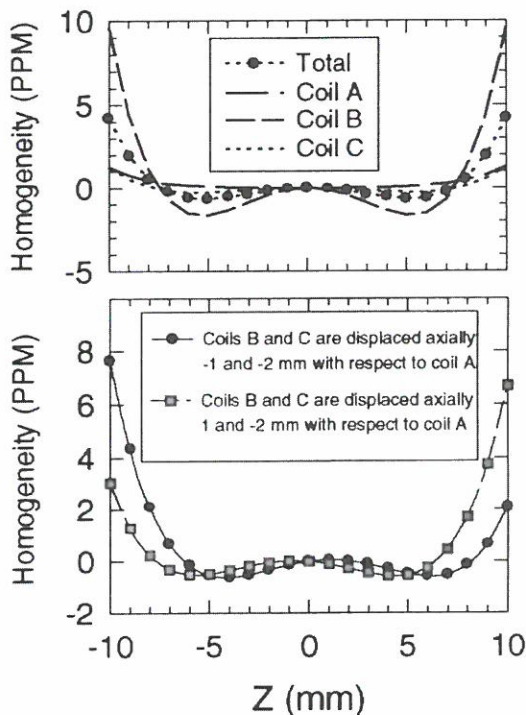 Homogeneity (PPM)
10
5
0
-5
Total
Coil A
Coil B
Coil C
Homogeneity (PPM)
8
6
4
2
0
-2
Coils B and C are displaced axially
-1 and -2 mm with respect to coil A
Coils B and C are displaced axially
1 and -2 mm with respect to coil A
-10
-5
0
5
10
Z (mm)